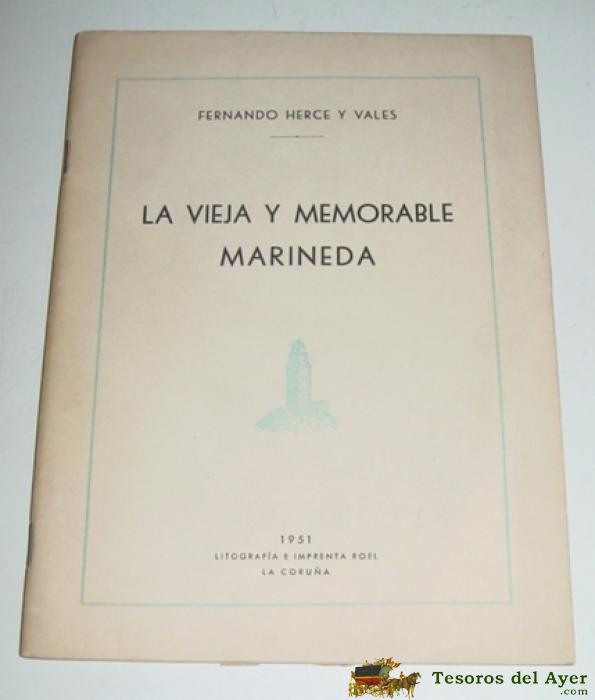 FERNANDO HERCE Y VALES
LA VIEJA Y MEMORABLE
MARINEDA
1951
LITOGRAFÍA E IMPRENTA ROEL
LA CORUÑA
Tesoros del Ayer
.com